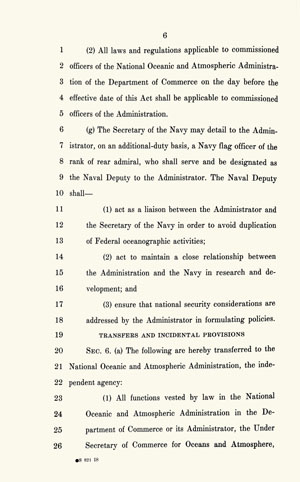 6
1 (2) All laws and regulations applicable to commissioned
2 officers of the National Oceanic and Atmospheric Administra-
3 tion of the Department of Commerce on the day before the
4 effective date of this Act shall be applicable to commissioned
5 officers of the Administration.
6 (g) The Secretary of the Navy may detail to the Admin-
7 istrator, on an additional-duty basis, a Navy flag officer of the
8 rank of rear admiral, who shall serve and be designated as
9 the Naval Deputy to the Administrator. The Naval Deputy
10 shall—
11 (1) act as a liaison between the Administrator and
12 the Secretary of the Navy in order to avoid duplication
13 of Federal oceanographic activities;
14 (2) act to maintain a close relationship between
15 the Administration and the Navy in research and de-
16 velopment; and
17 (3) ensure that national security considerations are
18 addressed by the Administrator in formulating policies.
19 TRANSFERS AND INCIDENTAL PROVISIONS
20 SEC. 6. (a) The following are hereby transferred to the
21 National Oceanic and Atmospheric Administration, the inde-
22 pendent agency:
23 (1) All functions vested by law in the National
24 Oceanic and Atmospheric Administration in the De-
25 partment of Commerce or its Administrator, the Under
26 Secretary of Commerce for Oceans and Atmosphere,
●S 821 IS